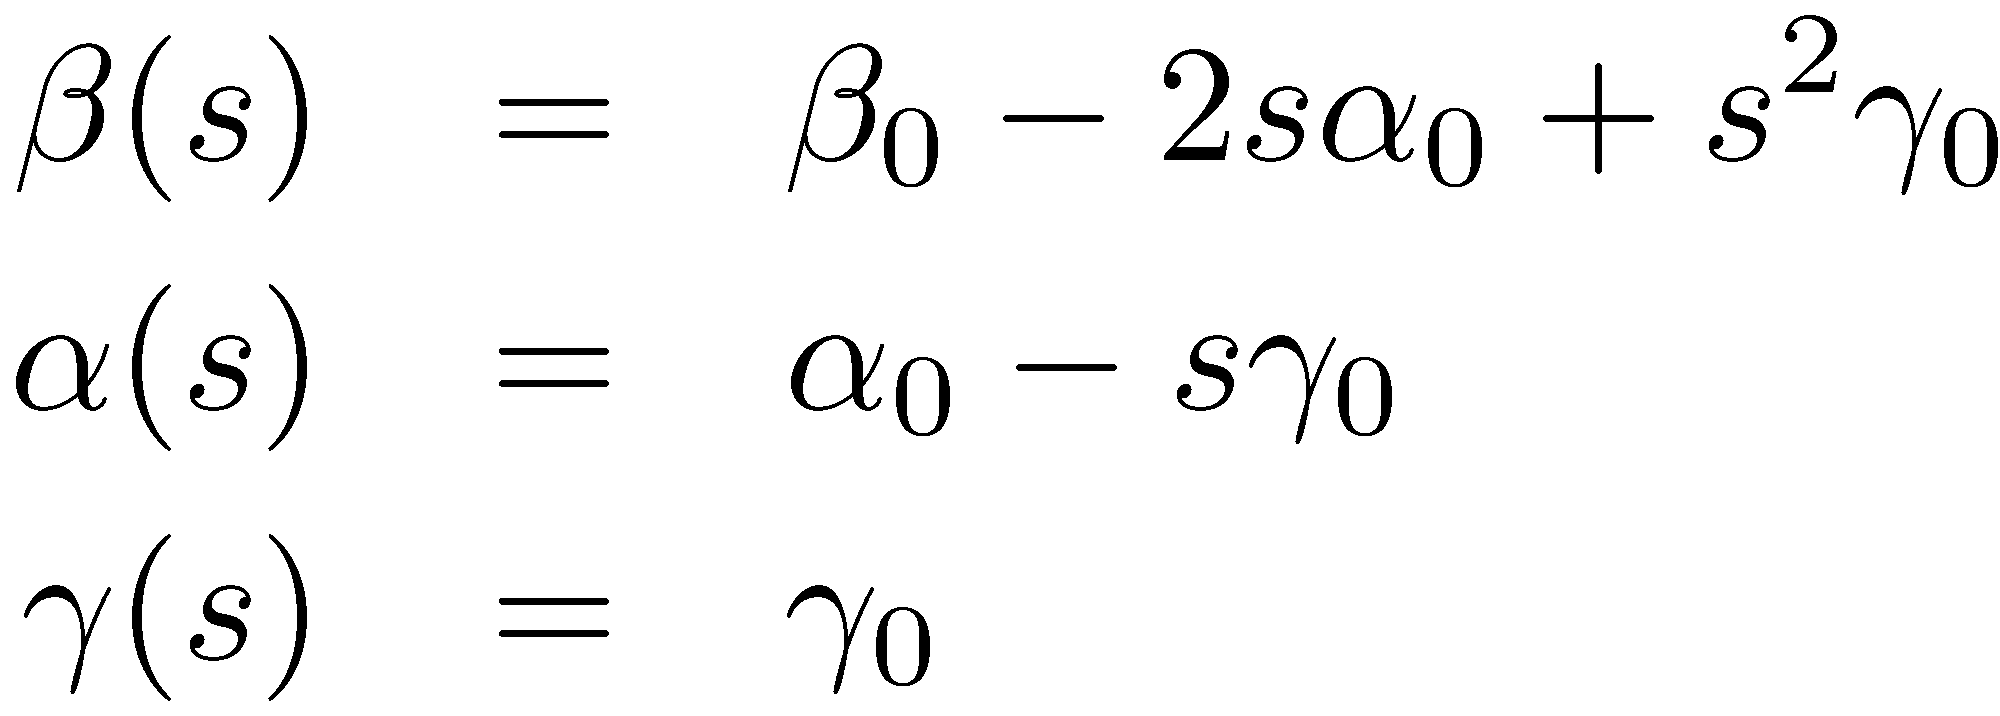 β(s) = β₀ − 2sα₀ + s²γ₀
α(s) = α₀ − sγ₀
γ(s) = γ₀